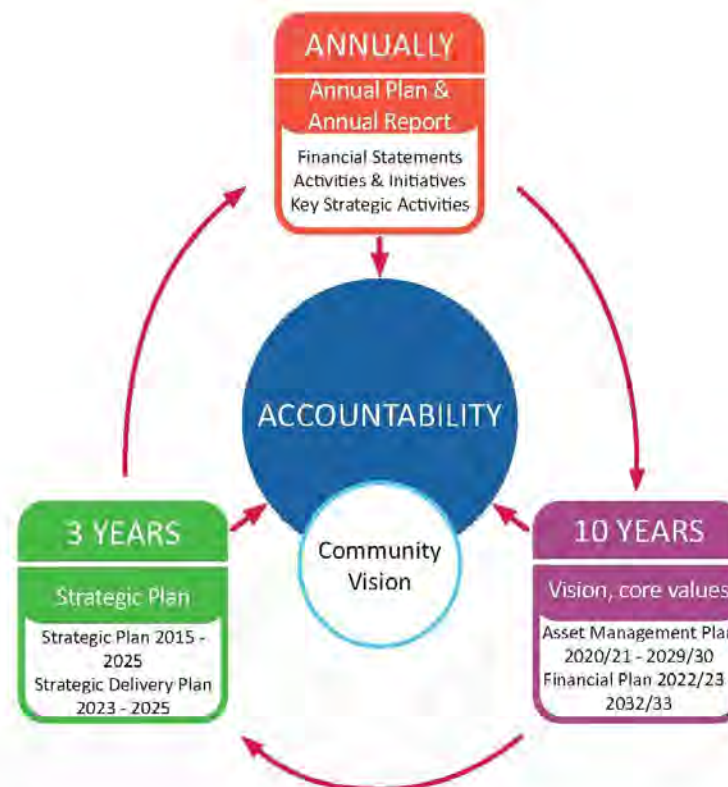 ANNUALLY
Annual Plan &
Annual Report
Financial Statements
Activities & Initiatives
Key Strategic Activities
ACCOUNTABILITY
Community
Vision
3 YEARS
Strategic Plan
Strategic Plan 2015 -
2025
Strategic Delivery Plan
2023 - 2025
10 YEARS
Vision, core values
Asset Management Plan
2020/21 - 2029/30
Financial Plan 2022/23
2032/33